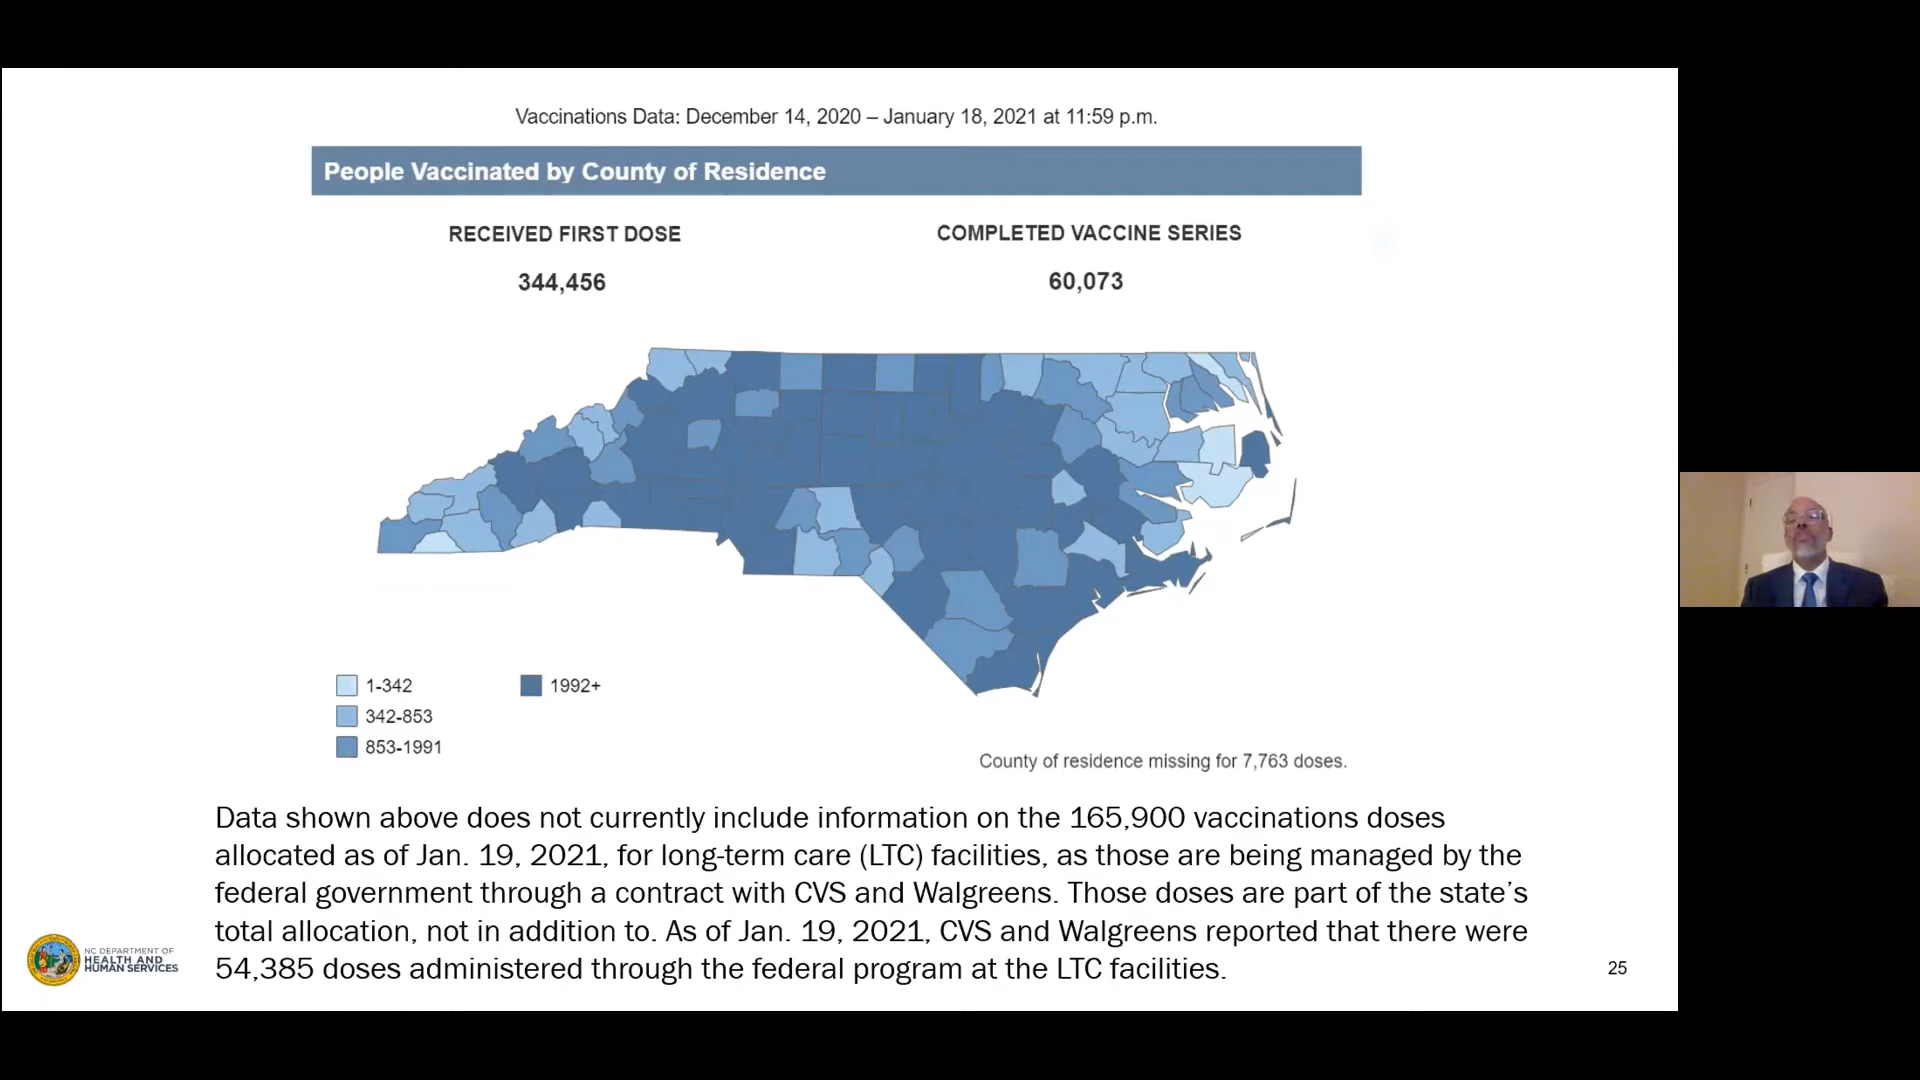 Vaccinations Data: December 14, 2020 – January 18, 2021 at 11:59 p.m.
People Vaccinated by County of Residence
RECEIVED FIRST DOSE
344,456
COMPLETED VACCINE SERIES
60,073
1-342
342-853
853-1991
1992+
County of residence missing for 7,763 doses.
Data shown above does not currently include information on the 165,900 vaccinations doses
allocated as of Jan. 19, 2021, for long-term care (LTC) facilities, as those are being managed by the
federal government through a contract with CVS and Walgreens. Those doses are part of the state’s
total allocation, not in addition to. As of Jan. 19, 2021, CVS and Walgreens reported that there were
54,385 doses administered through the federal program at the LTC facilities.
NC DEPARTMENT OF
HEALTH AND
HUMAN SERVICES
25